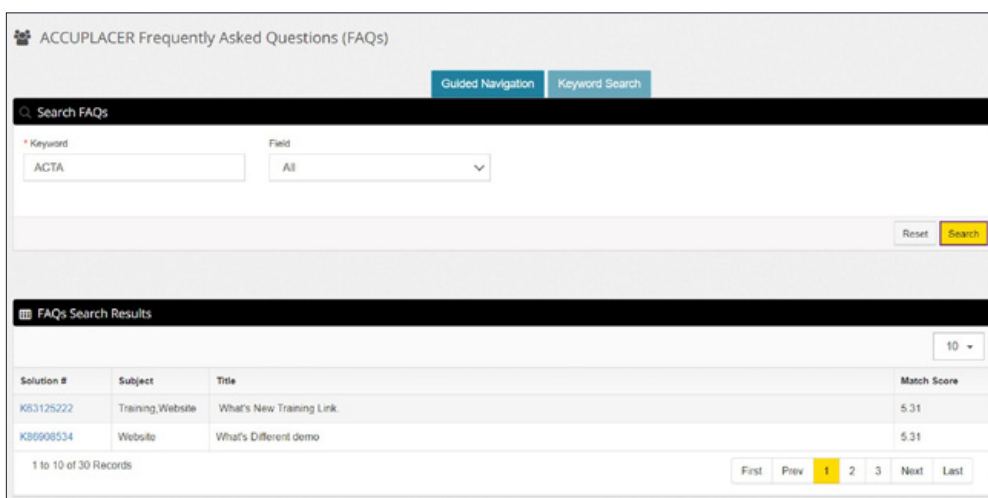 ACCUPLACER Frequently Asked Questions (FAQs)
Guided Navigation Keyword Search
Search FAQs
* Keyword Field
ACTA All
Reset Search
FAQs Search Results
10
Solution # Subject Title Match Score
K63125222 Training,Website What's New Training Link. 5.31
K86908534 Website What's Different demo 5.31
1 to 10 of 30 Records First Prev 1 2 3 Next Last